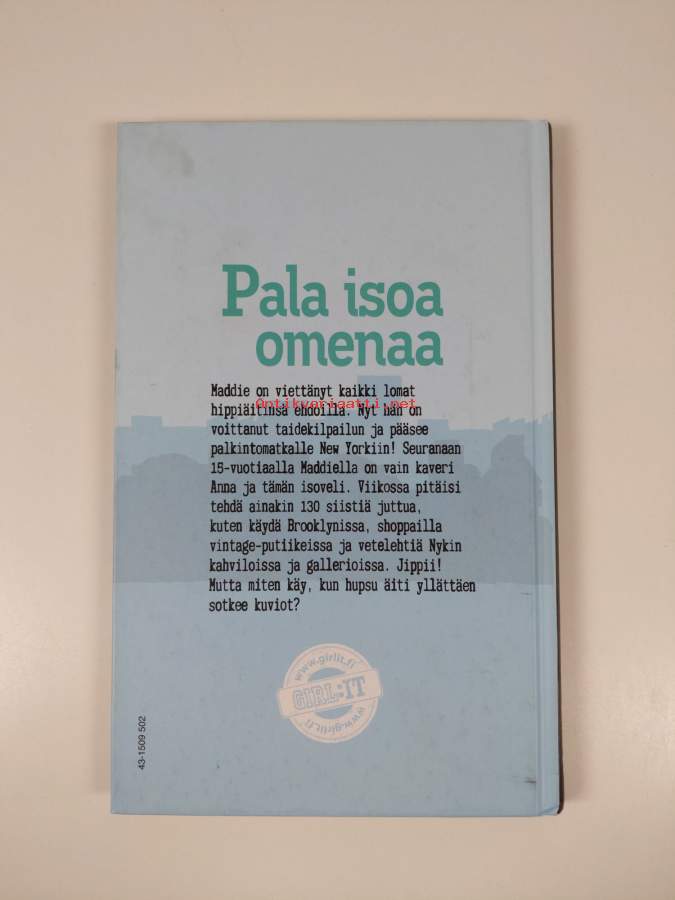 Pala isoa
omenaa
Maddie on viettänyt kaikki lomat
hippiäitinsä ehdoilla. Nyt hän on
Antikvariaatti.net
voittanut taidekilpailun ja pääsee
palkintomatkalle New Yorkiin! Seuranaan
15-vuotiaalla Maddiella on vain kaveri
Anna ja tämän isoveli. Viikossa pitäisi
tehdä ainakin 130 siistiä juttua,
kuten käydä Brooklynissa, shoppailla
vintage-putiikeissa ja vetelehtiä Nykin
kahviloissa ja gallerioissa. Jippii!
Mutta miten käy, kun hupsu äiti yllättäen
sotkee kuviot?
www.girlit.fi
GIRL:IT
www.girlit.fi
43-1509 502